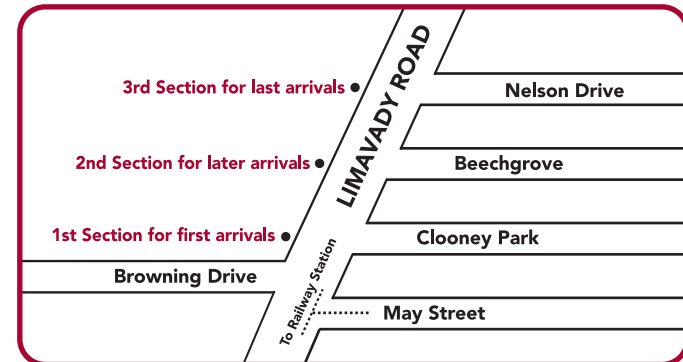 3rd Section for last arrivals
LIMAVADY ROAD
Nelson Drive
2nd Section for later arrivals
Beechgrove
1st Section for first arrivals
Clooney Park
Browning Drive
To Railway Station
May Street